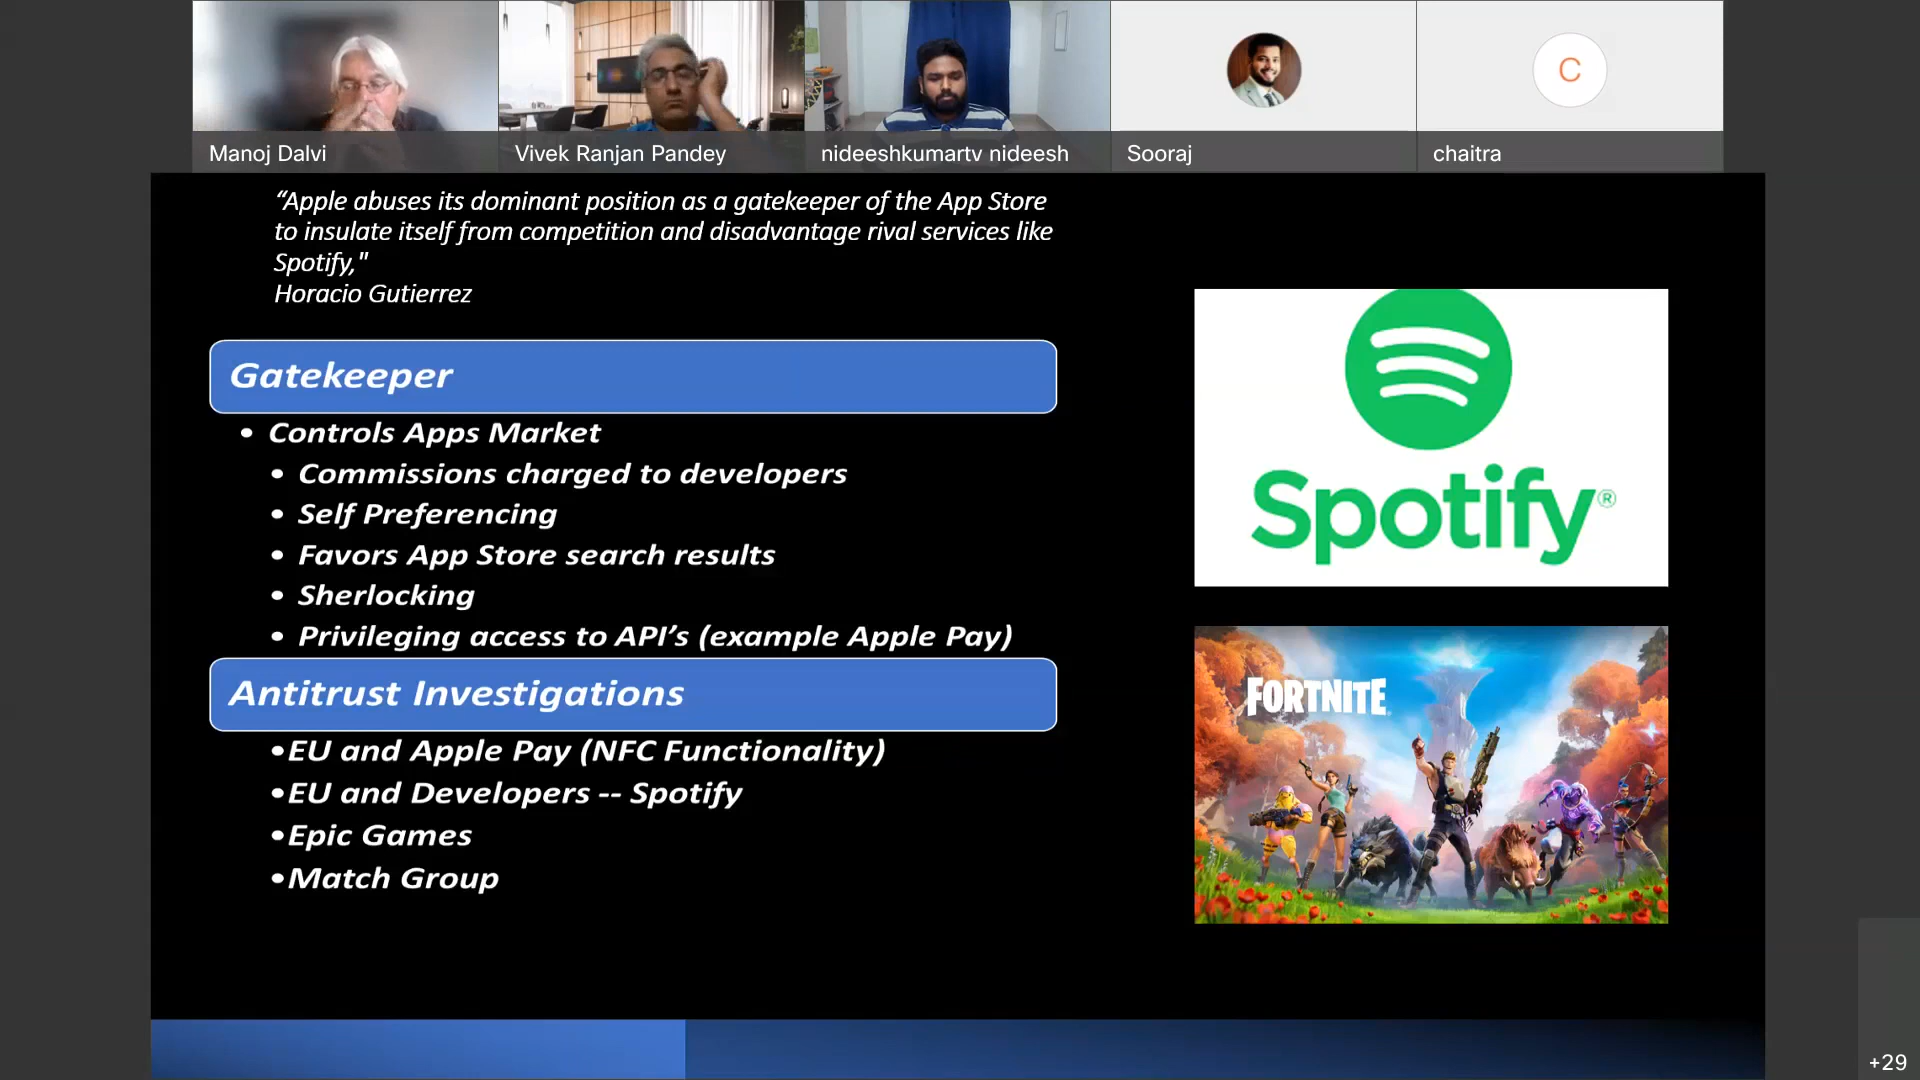 Manoj Dalvi
Vivek Ranjan Pandey
nideeshkumartv nideesh
Sooraj
C
chaitra
“Apple abuses its dominant position as a gatekeeper of the App Store
to insulate itself from competition and disadvantage rival services like
Spotify,"
Horacio Gutierrez
Gatekeeper
• Controls Apps Market
• Commissions charged to developers
• Self Preferencing
• Favors App Store search results
• Sherlocking
• Privileging access to API’s (example Apple Pay)
Antitrust Investigations
•EU and Apple Pay (NFC Functionality)
•EU and Developers -- Spotify
•Epic Games
•Match Group
Spotify®
FORTNITE
+29